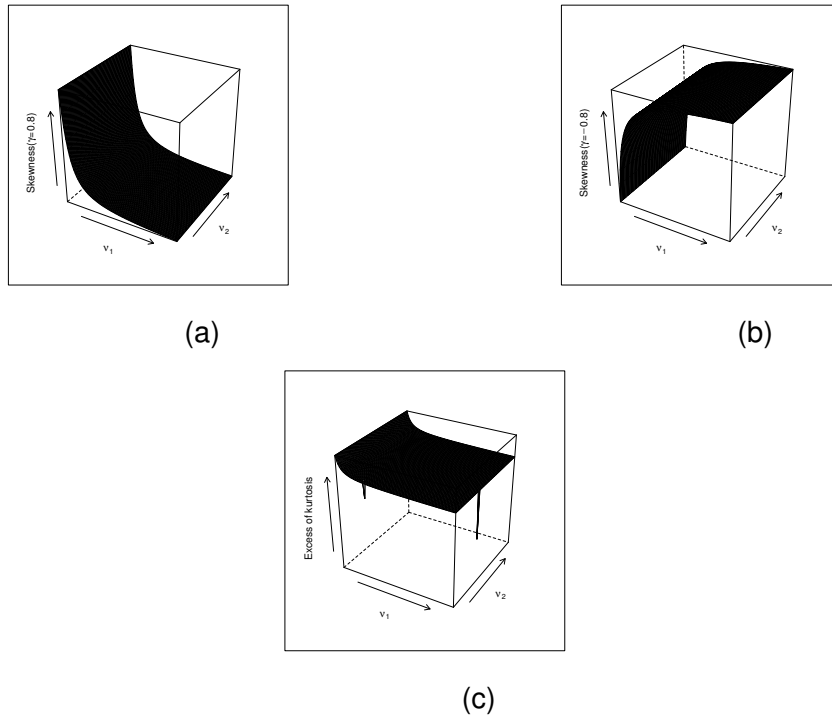 Skewness(γ=0.8)
ν1
ν2
(a)
Skewness(γ=−0.8)
ν1
ν2
(b)
Excess of kurtosis
ν1
ν2
(c)